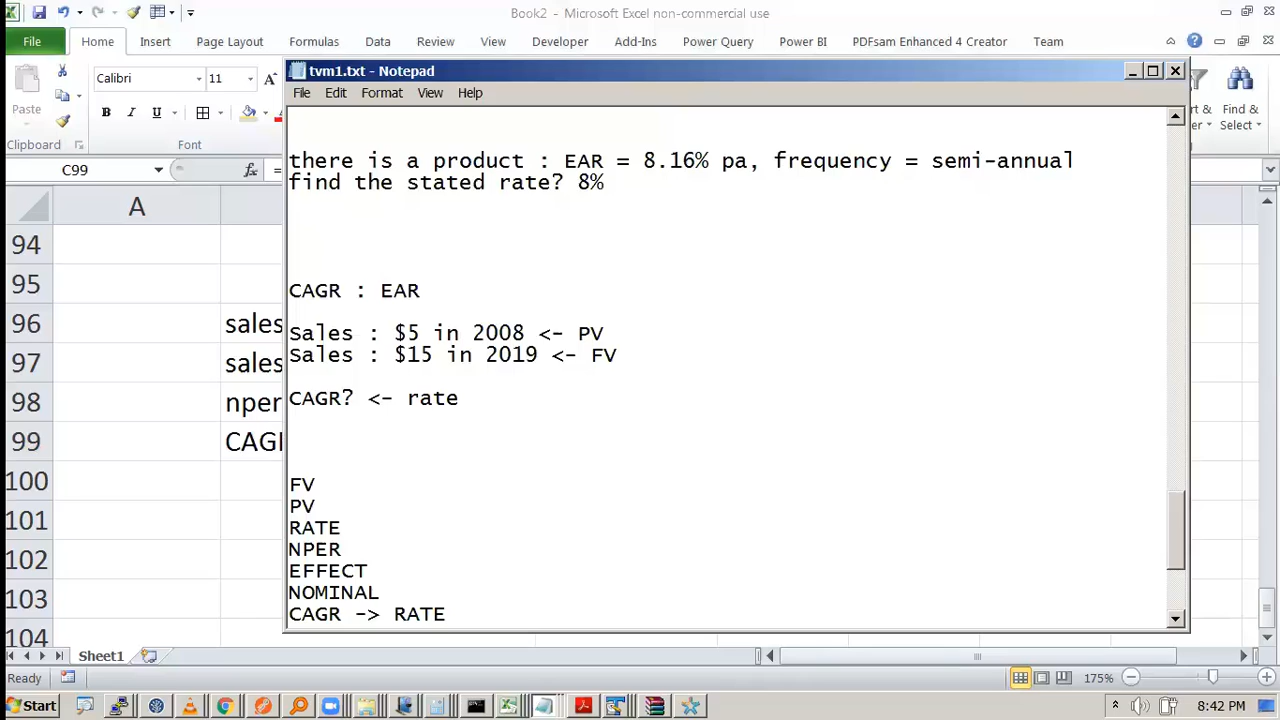 Book2 - Microsoft Excel non-commercial use
File Home Insert Page Layout Formulas Data Review View Developer Add-Ins Power Query Power BI PDFsam Enhanced 4 Creator Team
Paste
Calibri 11 A
B I U
Find &
Select
Clipboard Font
C99 fx =
tvm1.txt - Notepad
File Edit Format View Help
there is a product : EAR = 8.16% pa, frequency = semi-annual
find the stated rate? 8%
CAGR : EAR
Sales : $5 in 2008 <- PV
Sales : $15 in 2019 <- FV
CAGR? <- rate
FV
PV
RATE
NPER
EFFECT
NOMINAL
CAGR -> RATE
A
94
95
96 sales
97 sales
98 nper
99
100
101
102
103
104
Sheet1
Ready 175%
Start 8:42 PM